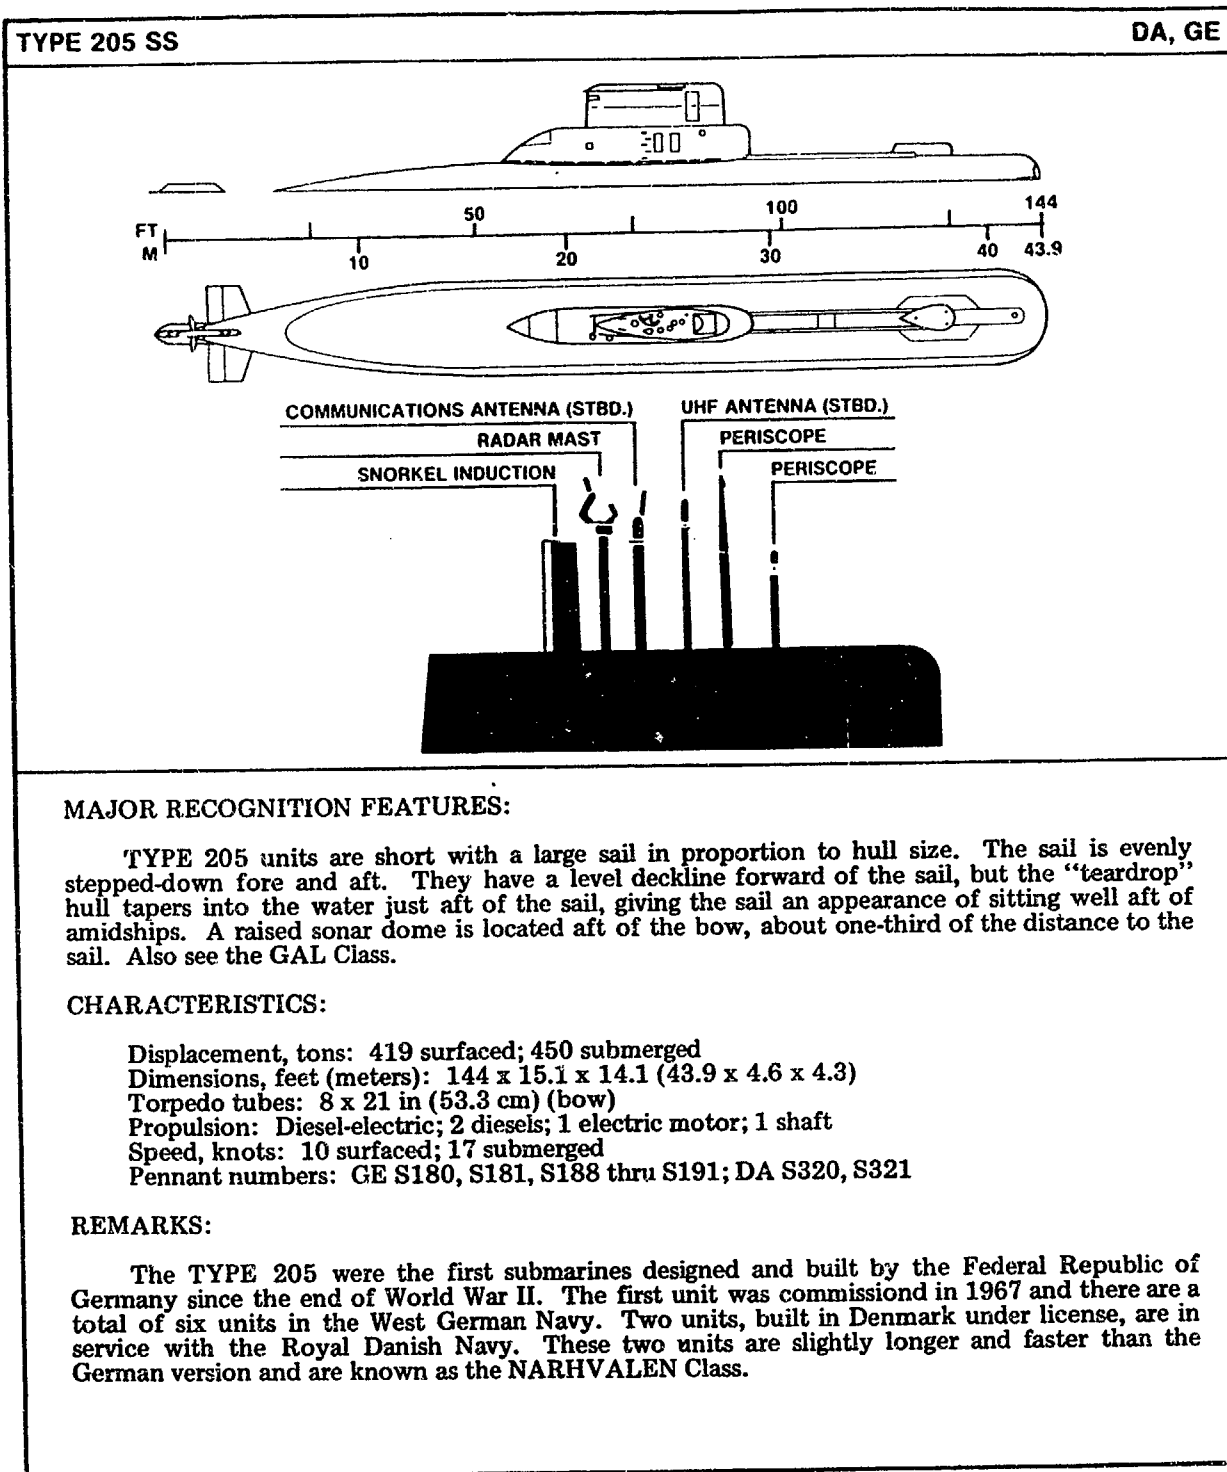 TYPE 205 SS DA, GE
50 100 144
FT
M
10 20 30 40 43.9
COMMUNICATIONS ANTENNA (STBD.) UHF ANTENNA (STBD.)
RADAR MAST PERISCOPE
SNORKEL INDUCTION PERISCOPE
MAJOR RECOGNITION FEATURES:
TYPE 205 units are short with a large sail in proportion to hull size. The sail is evenly
stepped-down fore and aft. They have a level deckline forward of the sail, but the “teardrop”
hull tapers into the water just aft of the sail, giving the sail an appearance of sitting well aft of
amidships. A raised sonar dome is located aft of the bow, about one-third of the distance to the
sail. Also see the GAL Class.
CHARACTERISTICS:
Displacement, tons: 419 surfaced; 450 submerged
Dimensions, feet (meters): 144 x 15.1 x 14.1 (43.9 x 4.6 x 4.3)
Torpedo tubes: 8 x 21 in (53.3 cm) (bow)
Propulsion: Diesel-electric; 2 diesels; 1 electric motor; 1 shaft
Speed, knots: 10 surfaced; 17 submerged
Pennant numbers: GE S180, S181, S188 thru S191; DA S320, S321
REMARKS:
The TYPE 205 were the first submarines designed and built by the Federal Republic of
Germany since the end of World War II. The first unit was commissiond in 1967 and there are a
total of six units in the West German Navy. Two units, built in Denmark under license, are in
service with the Royal Danish Navy. These two units are slightly longer and faster than the
German version and are known as the NARHVALEN Class.